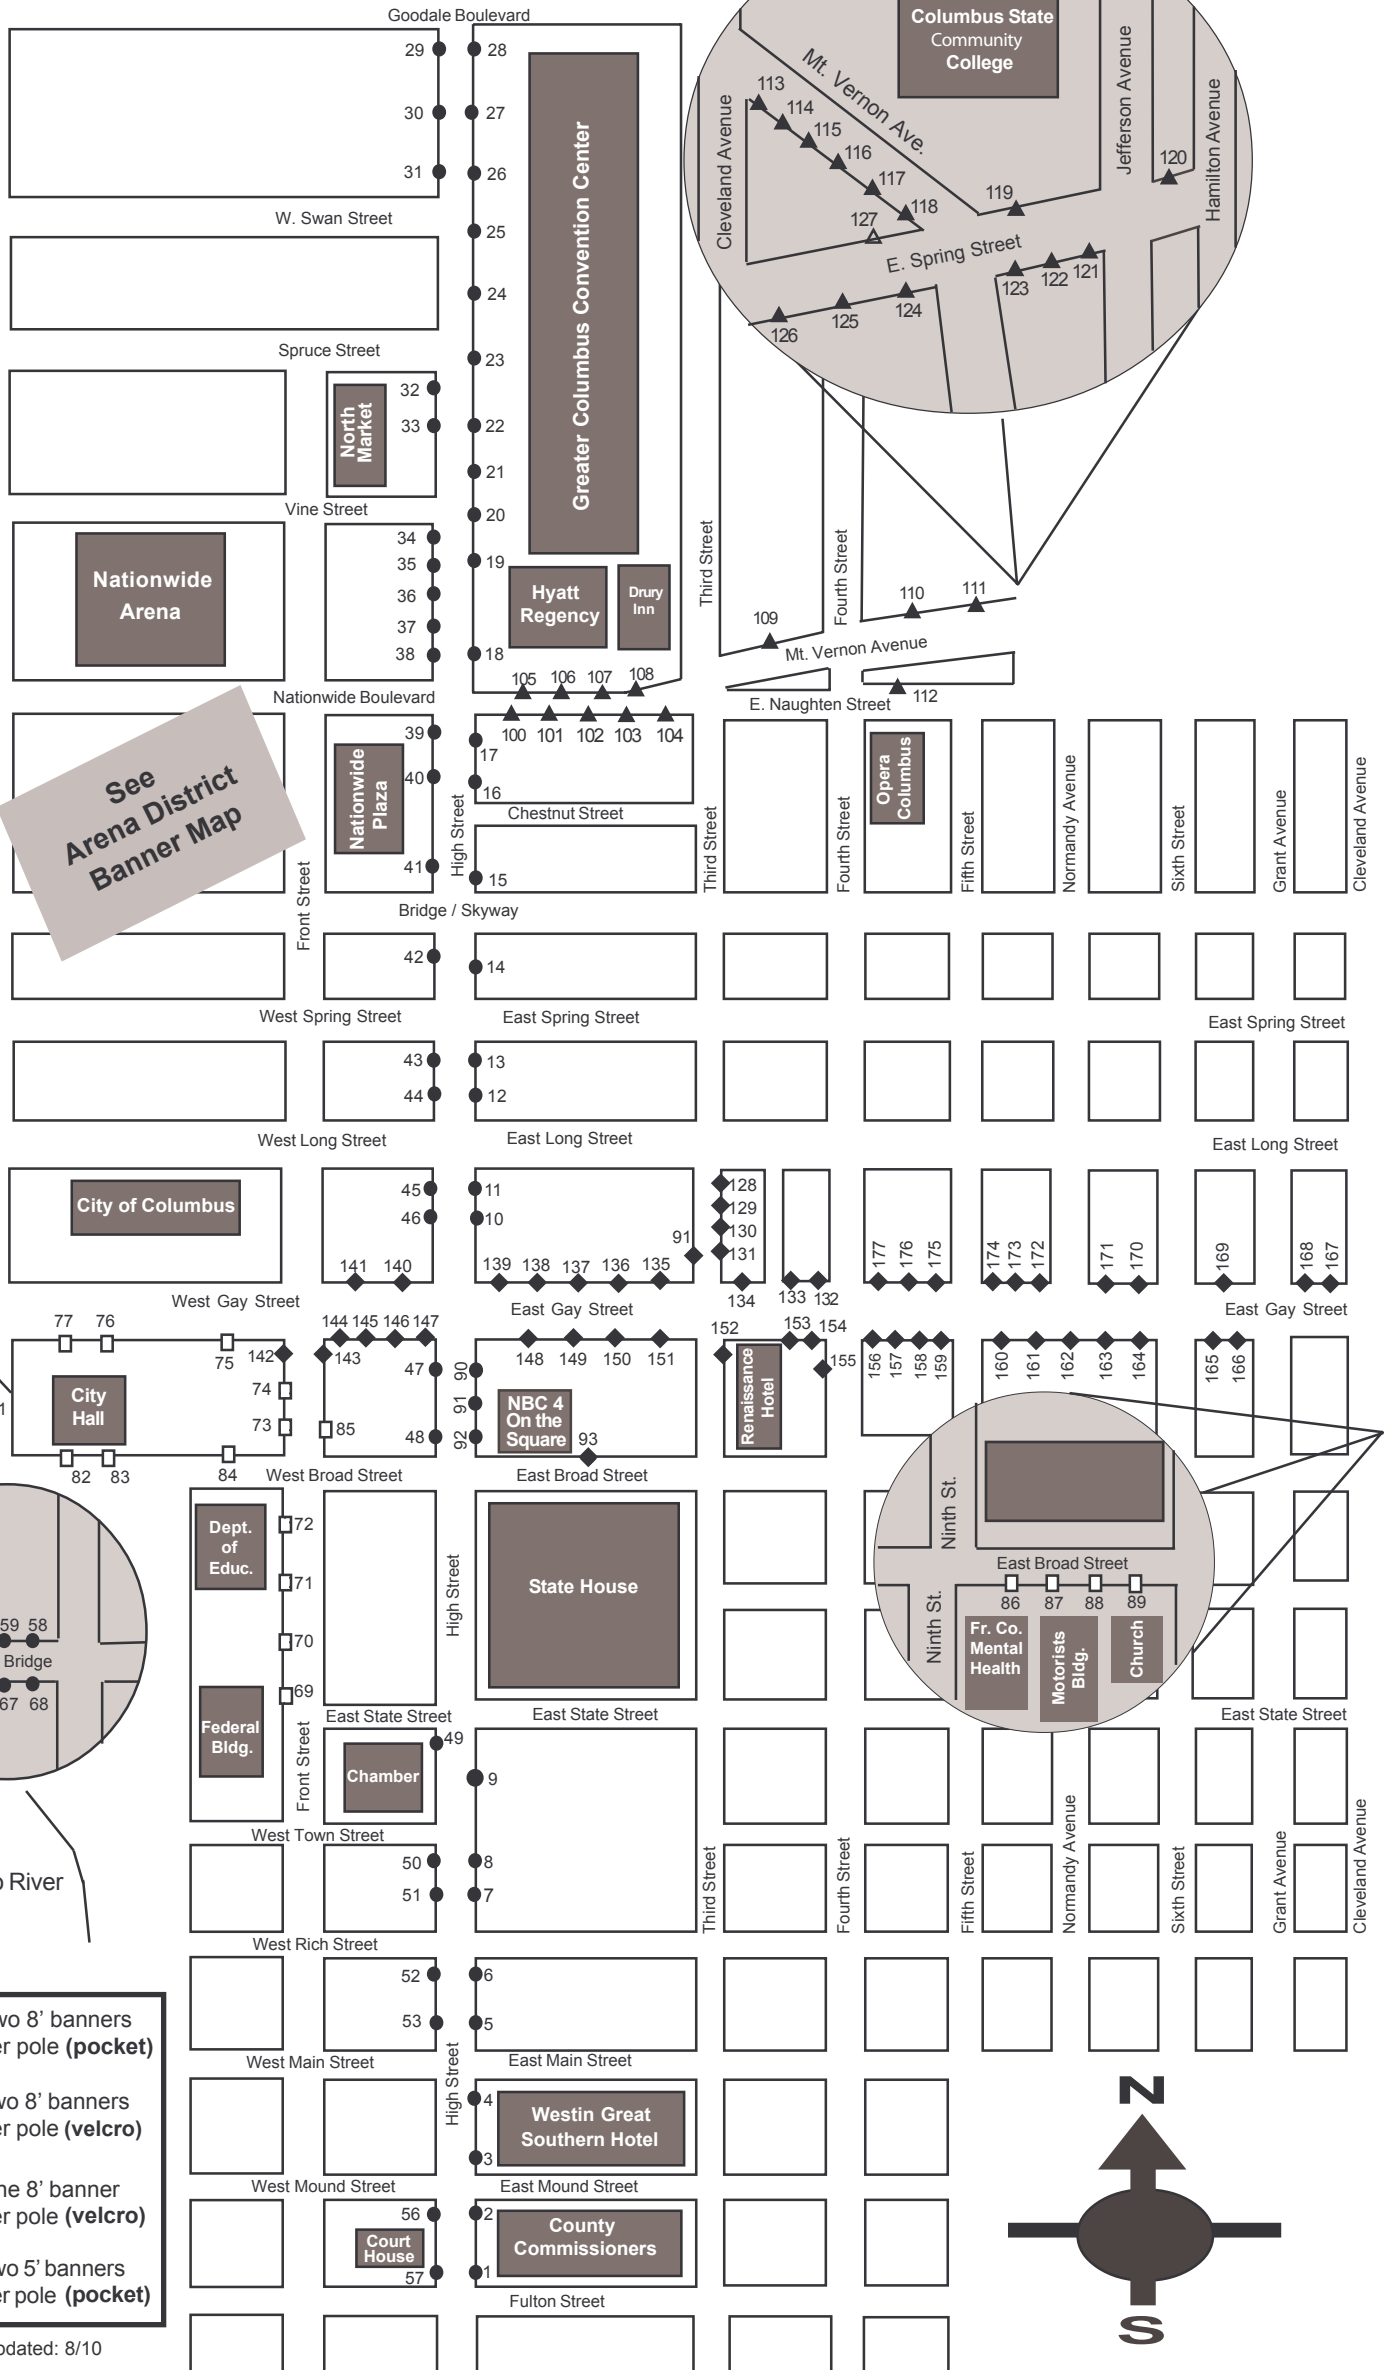 Goodale Boulevard
29
30
31
28
27
26
25
24
23
22
21
20
19
18
Greater Columbus Convention Center
W. Swan Street
Spruce Street
32
33
North
Market
Vine Street
Nationwide
Arena
34
35
36
37
38
Hyatt
Regency
Drury
Inn
105
106
107
108
Columbus State
Community
College
Mt. Vernon Ave.
Cleveland Avenue
Jefferson Avenue
Hamilton Avenue
113
114
115
116
117
118
119
120
127
E. Spring Street
121
122
123
124
125
126
Third Street
Fourth Street
109
110
111
Mt. Vernon Avenue
112
E. Naughten Street
Nationwide Boulevard
See
Arena District
Banner Map
39
40
41
Nationwide
Plaza
Front Street
High Street
100
101
102
103
104
17
16
Chestnut Street
15
Third Street
Fourth Street
Opera
Columbus
Fifth Street
Normandy Avenue
Sixth Street
Grant Avenue
Cleveland Avenue
Bridge / Skyway
42
14
West Spring Street
East Spring Street
East Spring Street
43
44
13
12
West Long Street
East Long Street
East Long Street
City of Columbus
45
46
11
10
141
140
139
138
137
136
135
91
128
129
130
131
134
133
132
177
176
175
174
173
172
171
170
169
168
167
West Gay Street
East Gay Street
East Gay Street
77
76
75
142
74
73
City
Hall
82
83
84
1
144
145
146
147
143
85
47
48
90
91
92
148
149
150
151
NBC 4
On the
Square
93
152
153
154
155
Renaissance
Hotel
156
157
158
159
160
161
162
163
164
165
166
West Broad Street
East Broad Street
Dept.
of
Educ.
72
71
70
69
Federal
Bldg.
State House
High Street
Ninth St.
Ninth St.
East Broad Street
86
87
88
89
Fr. Co.
Mental
Health
Motorists
Bldg.
Church
59
58
Bridge
67
68
East State Street
East State Street
East State Street
Front Street
Chamber
49
9
West Town Street
50
51
8
7
Third Street
Fourth Street
Fifth Street
Normandy Avenue
Sixth Street
Grant Avenue
Cleveland Avenue
River
West Rich Street
52
53
6
5
West Main Street
East Main Street
High Street
4
3
Westin Great
Southern Hotel
West Mound Street
East Mound Street
56
57
Court
House
2
1
County
Commissioners
Fulton Street
wo 8’ banners
er pole (pocket)
wo 8’ banners
er pole (velcro)
ne 8’ banner
er pole (velcro)
wo 5’ banners
er pole (pocket)
pdated: 8/10
N
S